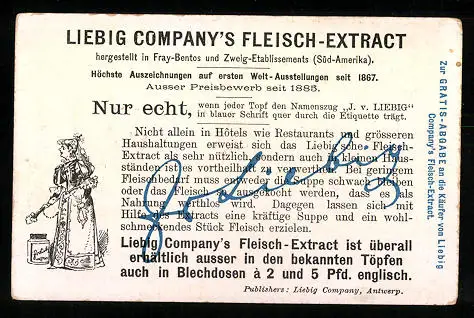 LIEBIG COMPANY'S FLEISCH-EXTRACT
hergestellt in Fray-Bentos und Zweig-Etablissements (Süd-Amerika).
Höchste Auszeichnungen auf ersten Welt-Ausstellungen seit 1867.
Ausser Preisbewerb seit 1885.
Nur echt, wenn jeder Topf den Namenszug „J. v. LIEBIG"
in blauer Schrift quer durch die Etiquette trägt.
Nicht allein in Hôtels wie Restaurants und grösseren
Haushaltungen erweist sich das Liebig'sche Fleisch-
Extract als sehr nützlich, sondern auch in kleinen Haus-
ständen ist es vortheilhaft verwerthet. Bei geringem
Fleischbedarf muss entweder die Suppe schwach bleiben
oder das Fleisch so ausgekocht werden, dass es als
Nahrung werthlos wird. Dagegen lassen sich mit
Hilfe des Extracts eine kräftige Suppe und ein wohl-
schmeckendes Stück Fleisch erzielen.
Liebig Company's Fleisch-Extract ist überall
erhältlich ausser in den bekannten Töpfen
auch in Blechdosen à 2 und 5 Pfd. englisch.
Publishers: Liebig Company, Antwerp.
Zur GRATIS-ABGABE an die Käufer von Liebig
Company's Fleisch-Extract.
J v Liebig